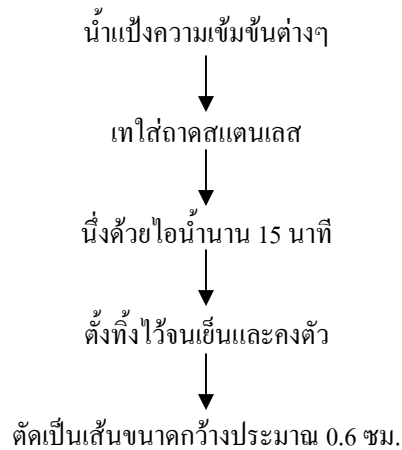 น้ำแป้งความเข้มข้นต่างๆ
เทใส่ถาดสแตนเลส
นึ่งด้วยไอน้ำนาน 15 นาที
ตั้งทิ้งไว้จนเย็นและคงตัว
ตัดเป็นเส้นขนาดกว้างประมาณ 0.6 ซม.